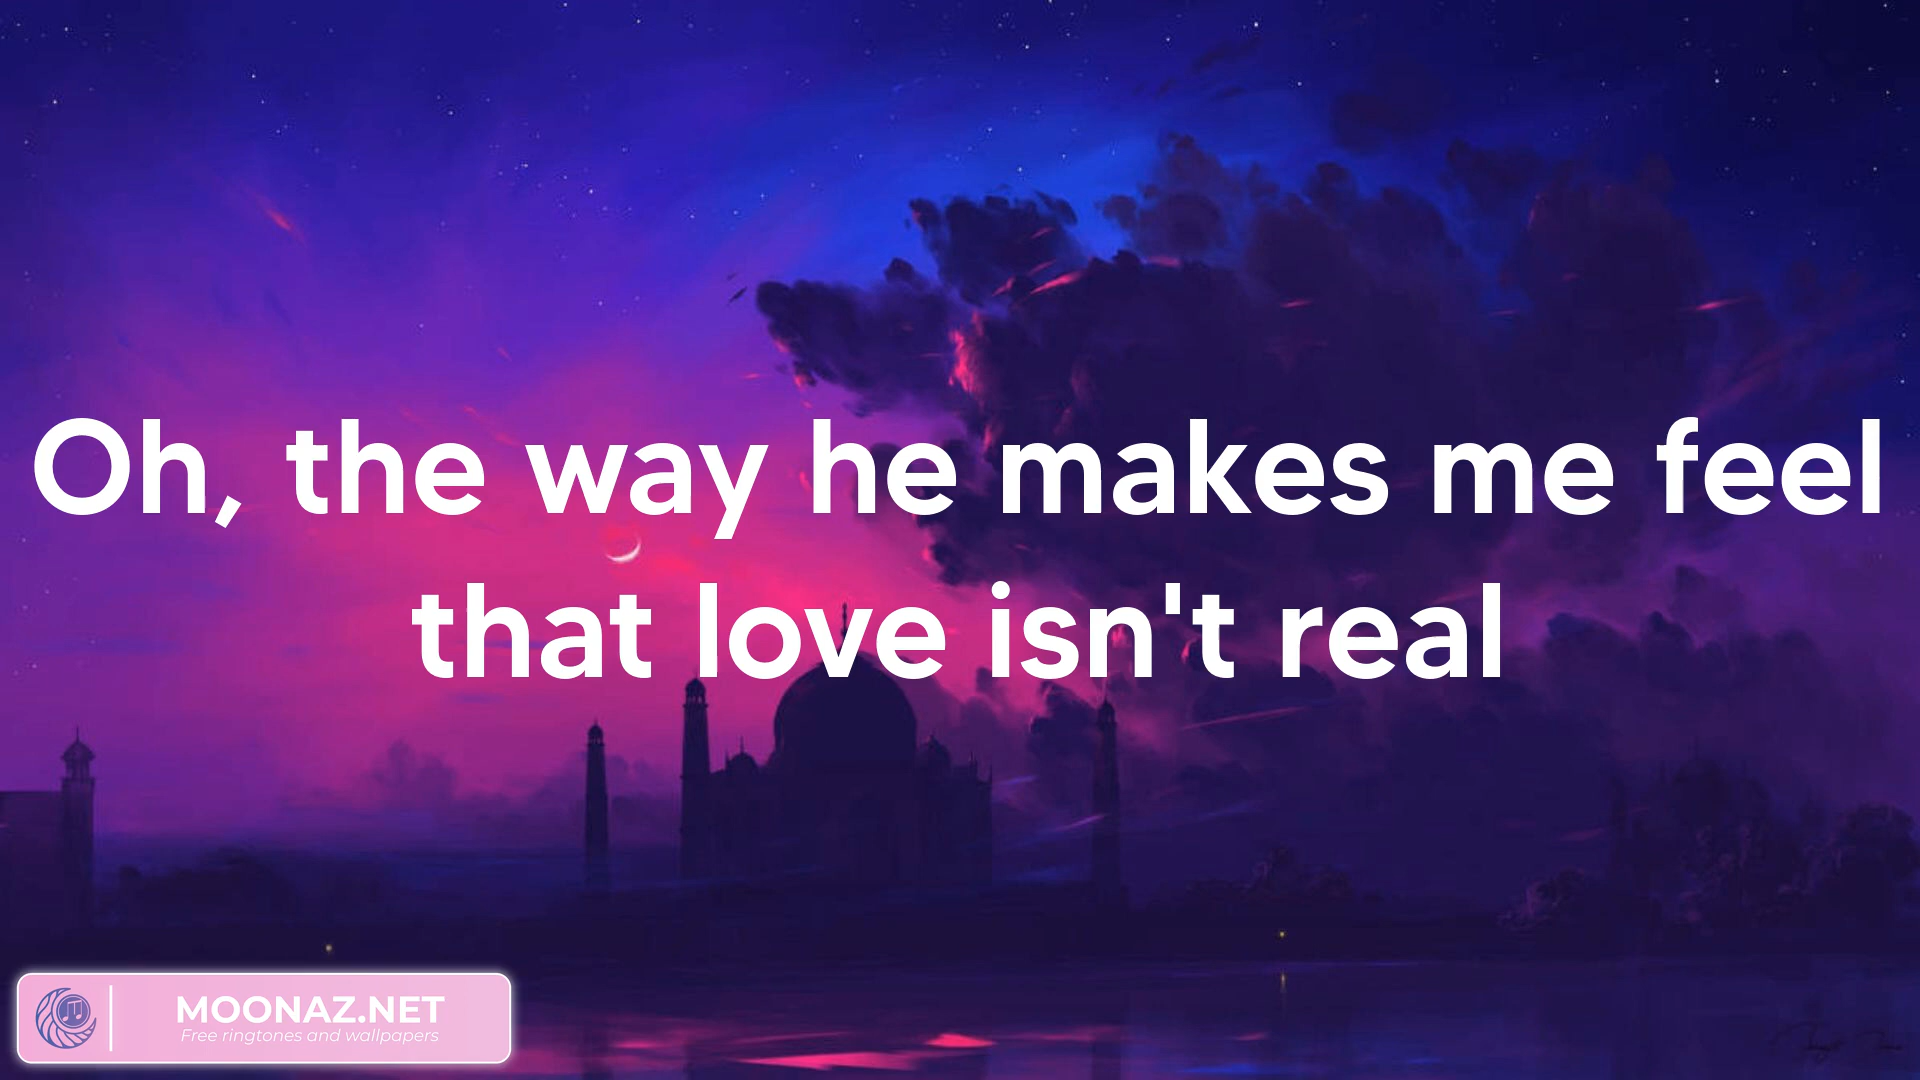 Oh, the way he makes me feel
that love isn't real
MOONAZ.NET
Free ringtones and wallpapers